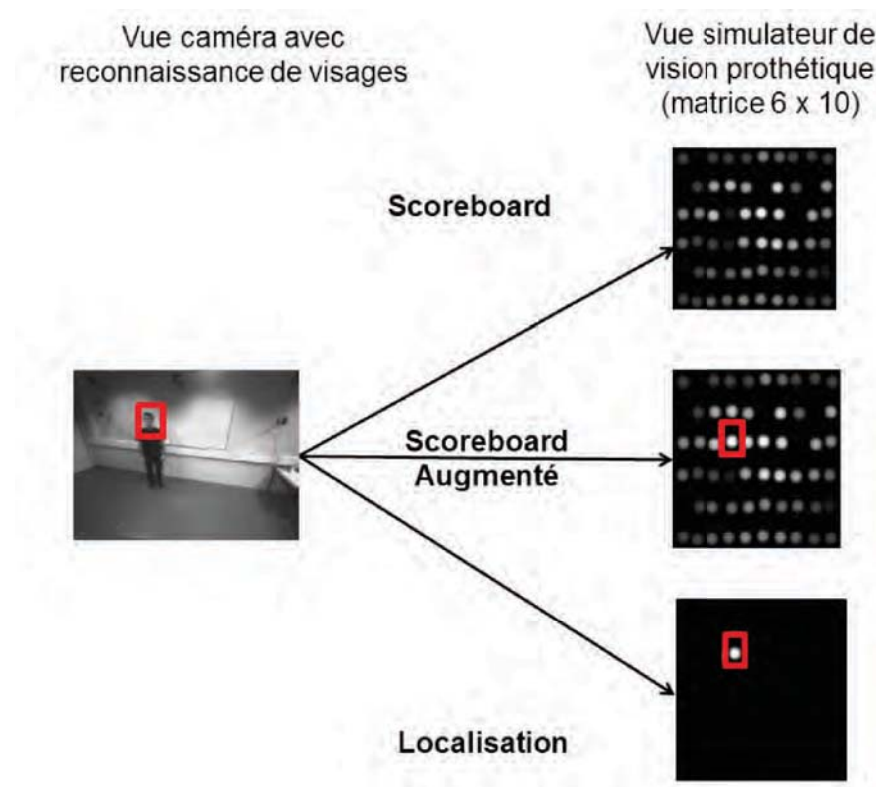 Vue caméra avec
reconnaissance de visages
Vue simulateur de
vision prothétique
(matrice 6 x 10)
Scoreboard
Scoreboard
Augmenté
Localisation